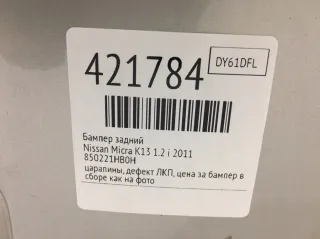 421784
DY61DFL
Бампер задний
Nissan Micra K13 1.2 i 2011
850221HB0H
царапины, дефект ЛКП, цена за бампер в
сборе как на фото